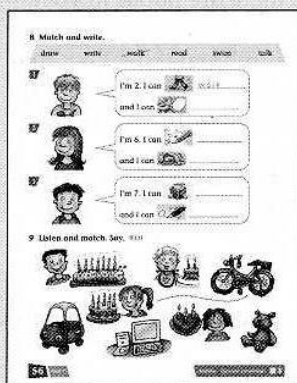 8 Match and write.
draw write walk read swim talk
I'm 2. I can walk
and I can
I'm 6. I can
and I can
I'm 7. I can
and I can
9 Listen and match. Say.
56